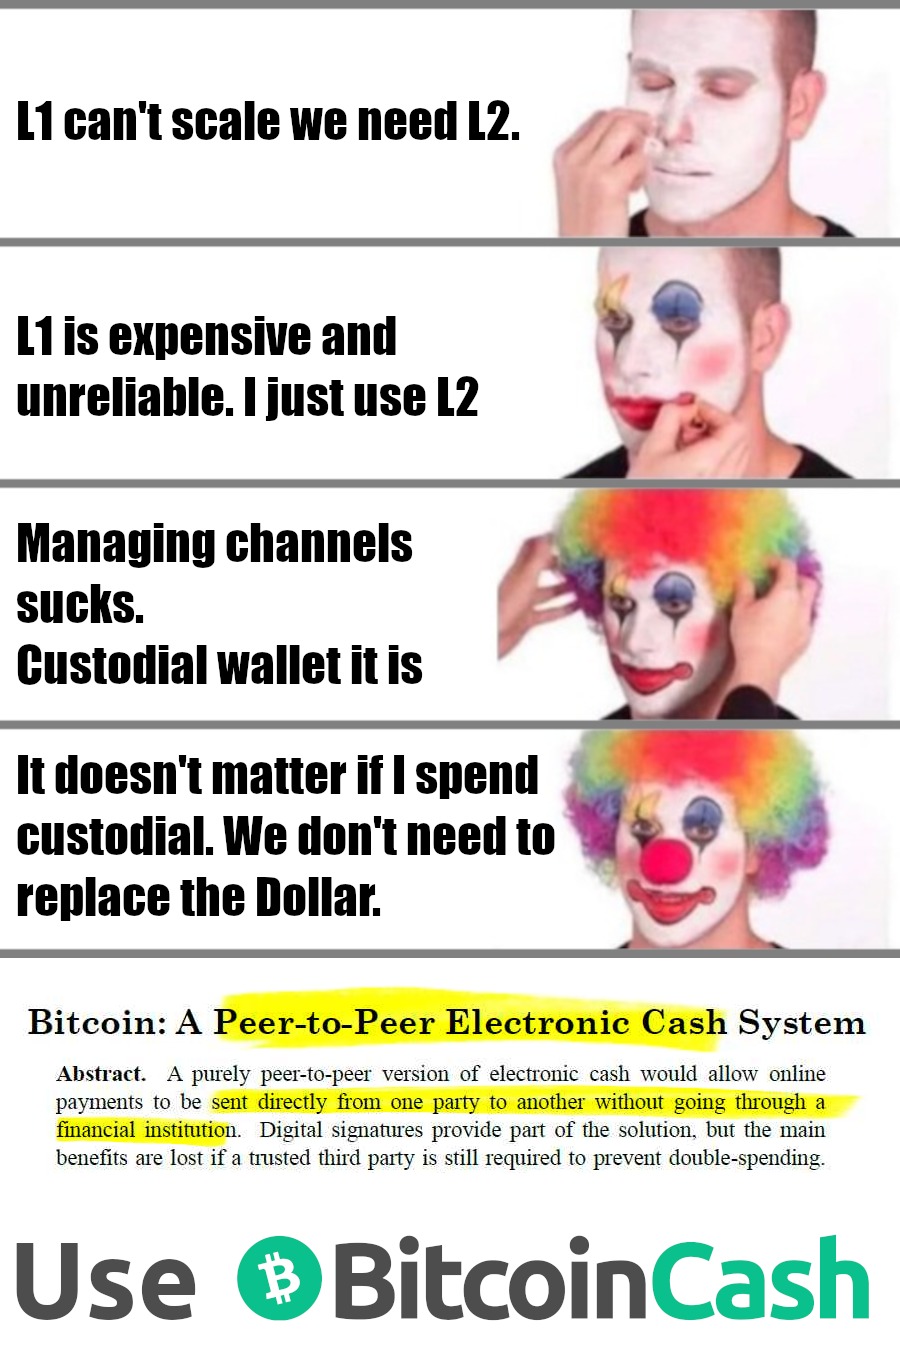 L1 can't scale we need L2.
L1 is expensive and
unreliable. I just use L2
Managing channels
sucks.
Custodial wallet it is
It doesn't matter if I spend
custodial. We don't need to
replace the Dollar.
Bitcoin: A Peer-to-Peer Electronic Cash System
Abstract. A purely peer-to-peer version of electronic cash would allow online
payments to be sent directly from one party to another without going through a
financial institution. Digital signatures provide part of the solution, but the main
benefits are lost if a trusted third party is still required to prevent double-spending.
Use BitcoinCash